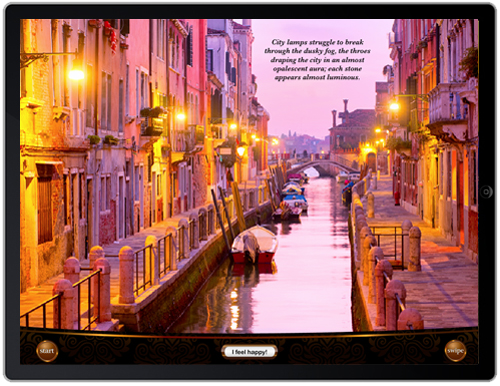 City lamps struggle to break
through the dusky fog, the throes
draping the city in an almost
opalescent aura; each stone
appears almost luminous.
start
I feel happy!
swipe